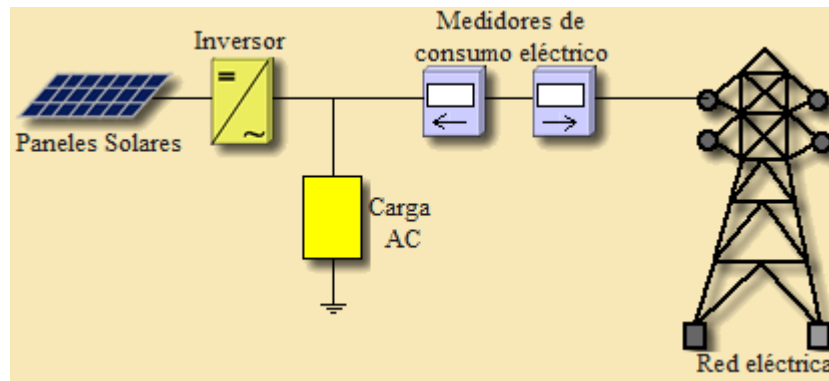 Medidores de
consumo eléctrico
Inversor
Paneles Solares
Carga
AC
Red eléctrica